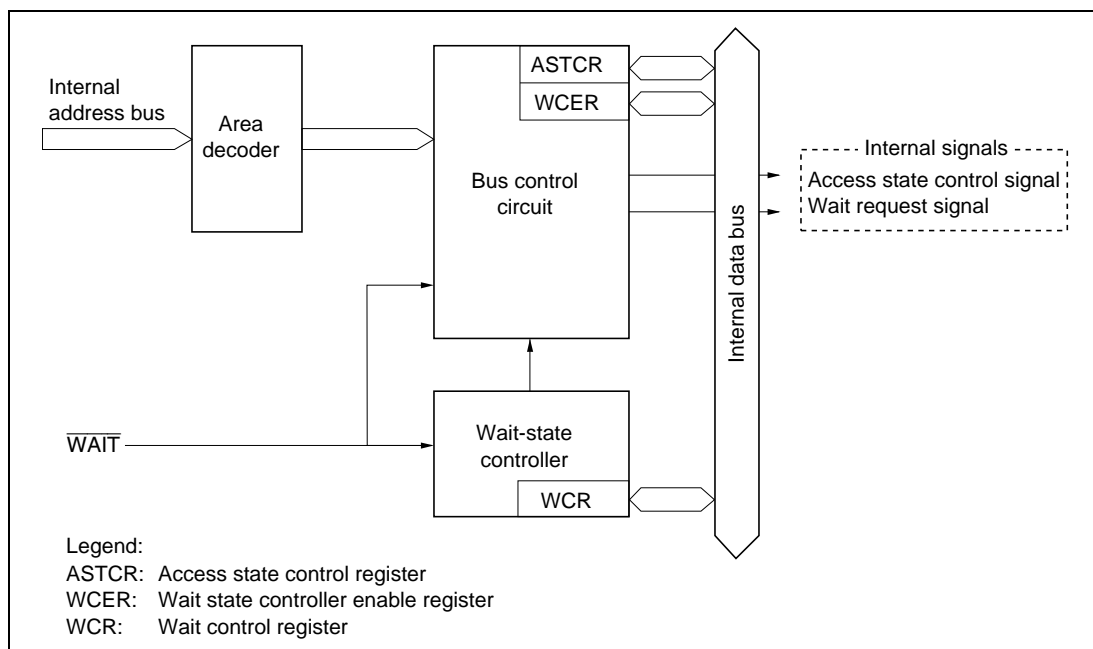 Internal
address bus
Area
decoder
ASTCR
WCER
Bus control
circuit
Internal data bus
Internal signals
Access state control signal
Wait request signal
W̅A̅I̅T̅
Wait-state
controller
WCR
Legend:
ASTCR: Access state control register
WCER: Wait state controller enable register
WCR: Wait control register